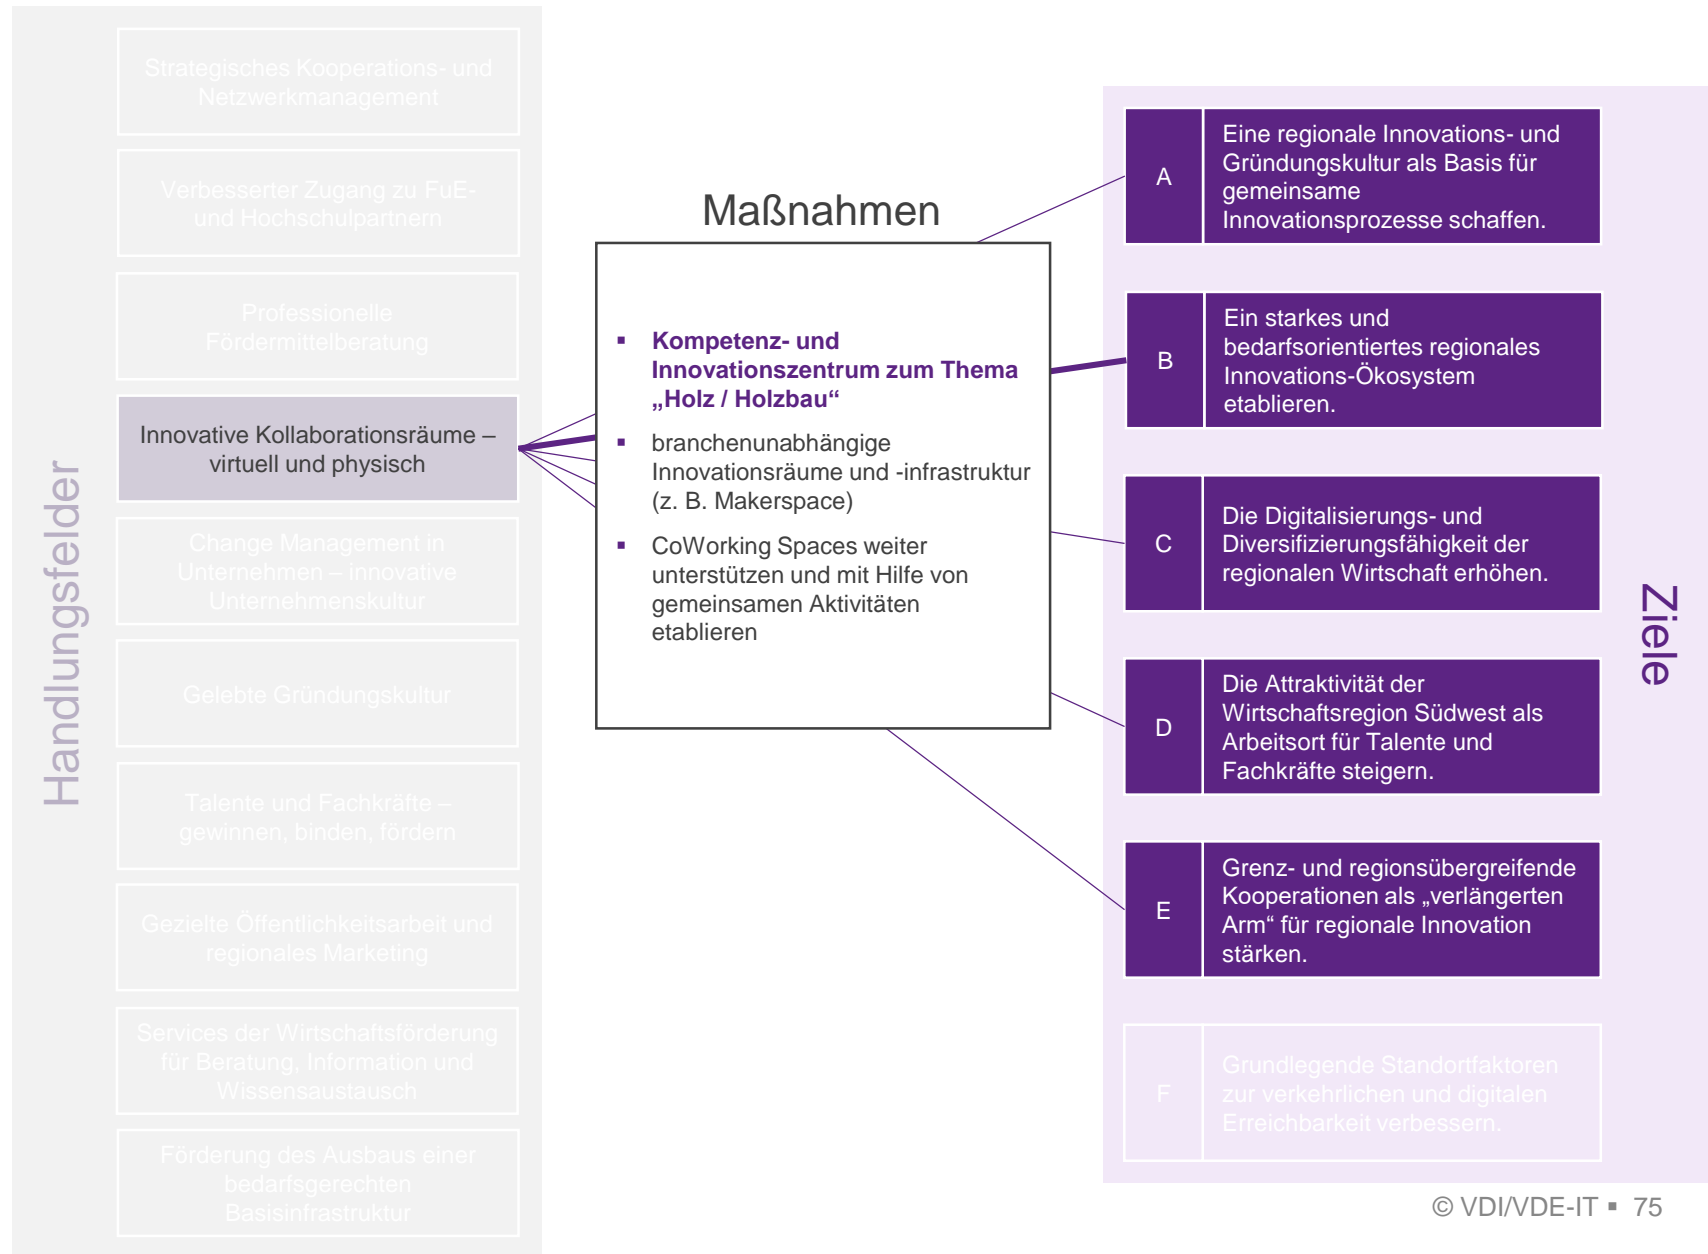 Handlungsfelder
Strategisches Kooperations- und
Netzwerkmanagement
Verbesserter Zugang zu FuE-
und Hochschulpartnern
Professionelle
Fördermittelberatung
Innovative Kollaborationsräume –
virtuell und physisch
Change Management in
Unternehmen – innovative
Unternehmenskultur
Gelebte Gründungskultur
Talente und Fachkräfte –
gewinnen, binden, fördern
Gezielte Öffentlichkeitsarbeit und
regionales Marketing
Services der Wirtschaftsförderung
für Beratung, Information und
Wissensaustausch
Förderung des Ausbaus einer
bedarfsgerechten
Basisinfrastruktur
Maßnahmen
▪ Kompetenz- und
Innovationszentrum zum Thema
„Holz / Holzbau“
▪ branchenunabhängige
Innovationsräume und -infrastruktur
(z. B. Makerspace)
▪ CoWorking Spaces weiter
unterstützen und mit Hilfe von
gemeinsamen Aktivitäten
etablieren
Ziele
A
Eine regionale Innovations- und
Gründungskultur als Basis für
gemeinsame
Innovationsprozesse schaffen.
B
Ein starkes und
bedarfsorientiertes regionales
Innovations-Ökosystem
etablieren.
C
Die Digitalisierungs- und
Diversifizierungsfähigkeit der
regionalen Wirtschaft erhöhen.
D
Die Attraktivität der
Wirtschaftsregion Südwest als
Arbeitsort für Talente und
Fachkräfte steigern.
E
Grenz- und regionsübergreifende
Kooperationen als „verlängerten
Arm“ für regionale Innovation
stärken.
F
Grundlegende Standortfaktoren
zur verkehrlichen und digitalen
Erreichbarkeit verbessern.
© VDI/VDE-IT ▪ 75